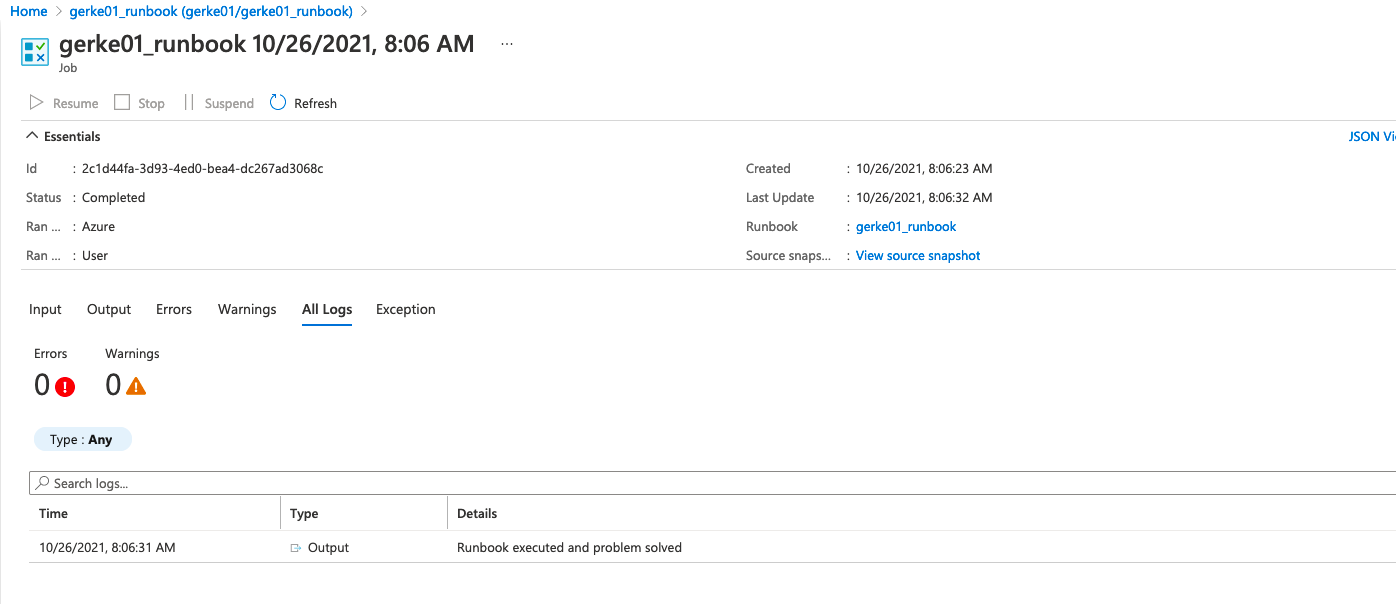 Home > gerke01_runbook (gerke01/gerke01_runbook) >
gerke01_runbook 10/26/2021, 8:06 AM ...
Job
Resume Stop Suspend Refresh
Essentials
JSON Vi
Id : 2c1d44fa-3d93-4ed0-bea4-dc267ad3068c
Created : 10/26/2021, 8:06:23 AM
Status : Completed
Last Update : 10/26/2021, 8:06:32 AM
Ran ... : Azure
Runbook : gerke01_runbook
Ran ... : User
Source snaps... : View source snapshot
Input Output Errors Warnings All Logs Exception
Errors Warnings
0 0
Type : Any
Search logs...
Time Type Details
10/26/2021, 8:06:31 AM Output Runbook executed and problem solved